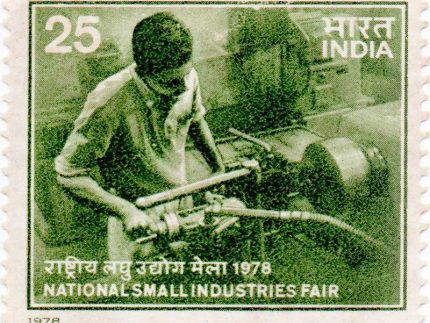 25
भारत
INDIA
राष्ट्रीय लघु उद्योग मेला 1978
NATIONAL SMALL INDUSTRIES FAIR
1978